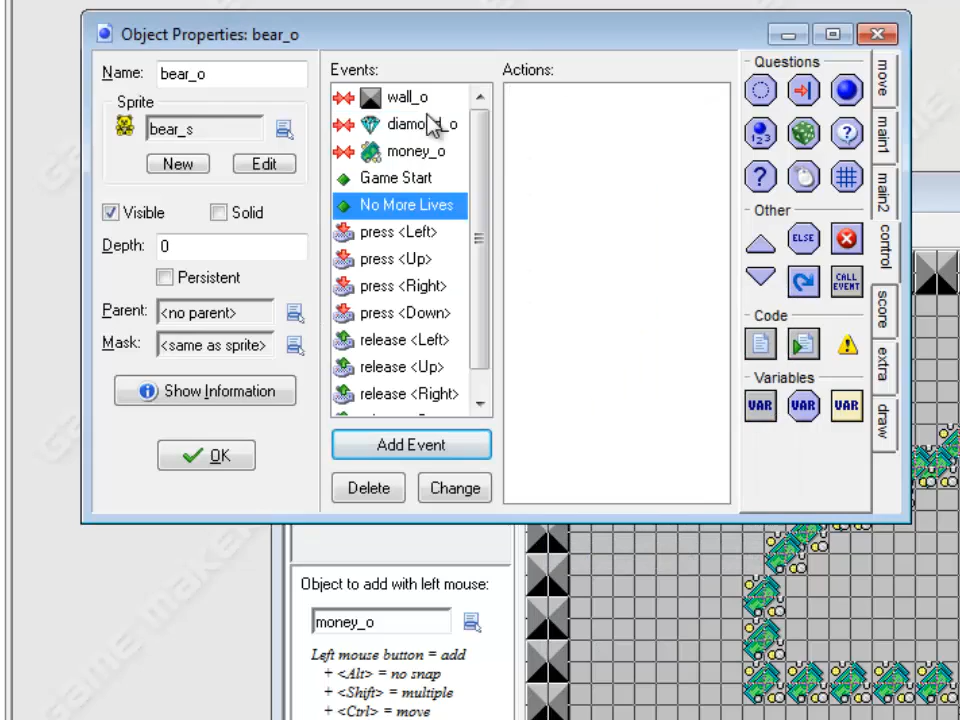 Object Properties: bear_o
Name:
bear_o
Sprite
bear_s
New
Edit
Visible
Solid
Depth:
0
Persistent
Parent:
<no parent>
Mask:
<same as sprite>
Show Information
OK
Events:
wall_o
money_o
Game Start
No More Lives
press <Left>
press <Up>
press <Right>
press <Down>
release <Left>
release <Up>
release <Right>
Add Event
Delete
Change
Actions:
Questions
Other
ELSE
CALL
EVENT
Code
Variables
VAR
VAR
VAR
move
main1
main2
control
score
extra
draw
Object to add with left mouse:
money_o
Left mouse button = add
+ <Alt> = no snap
+ <Shift> = multiple
+ <Ctrl> = move